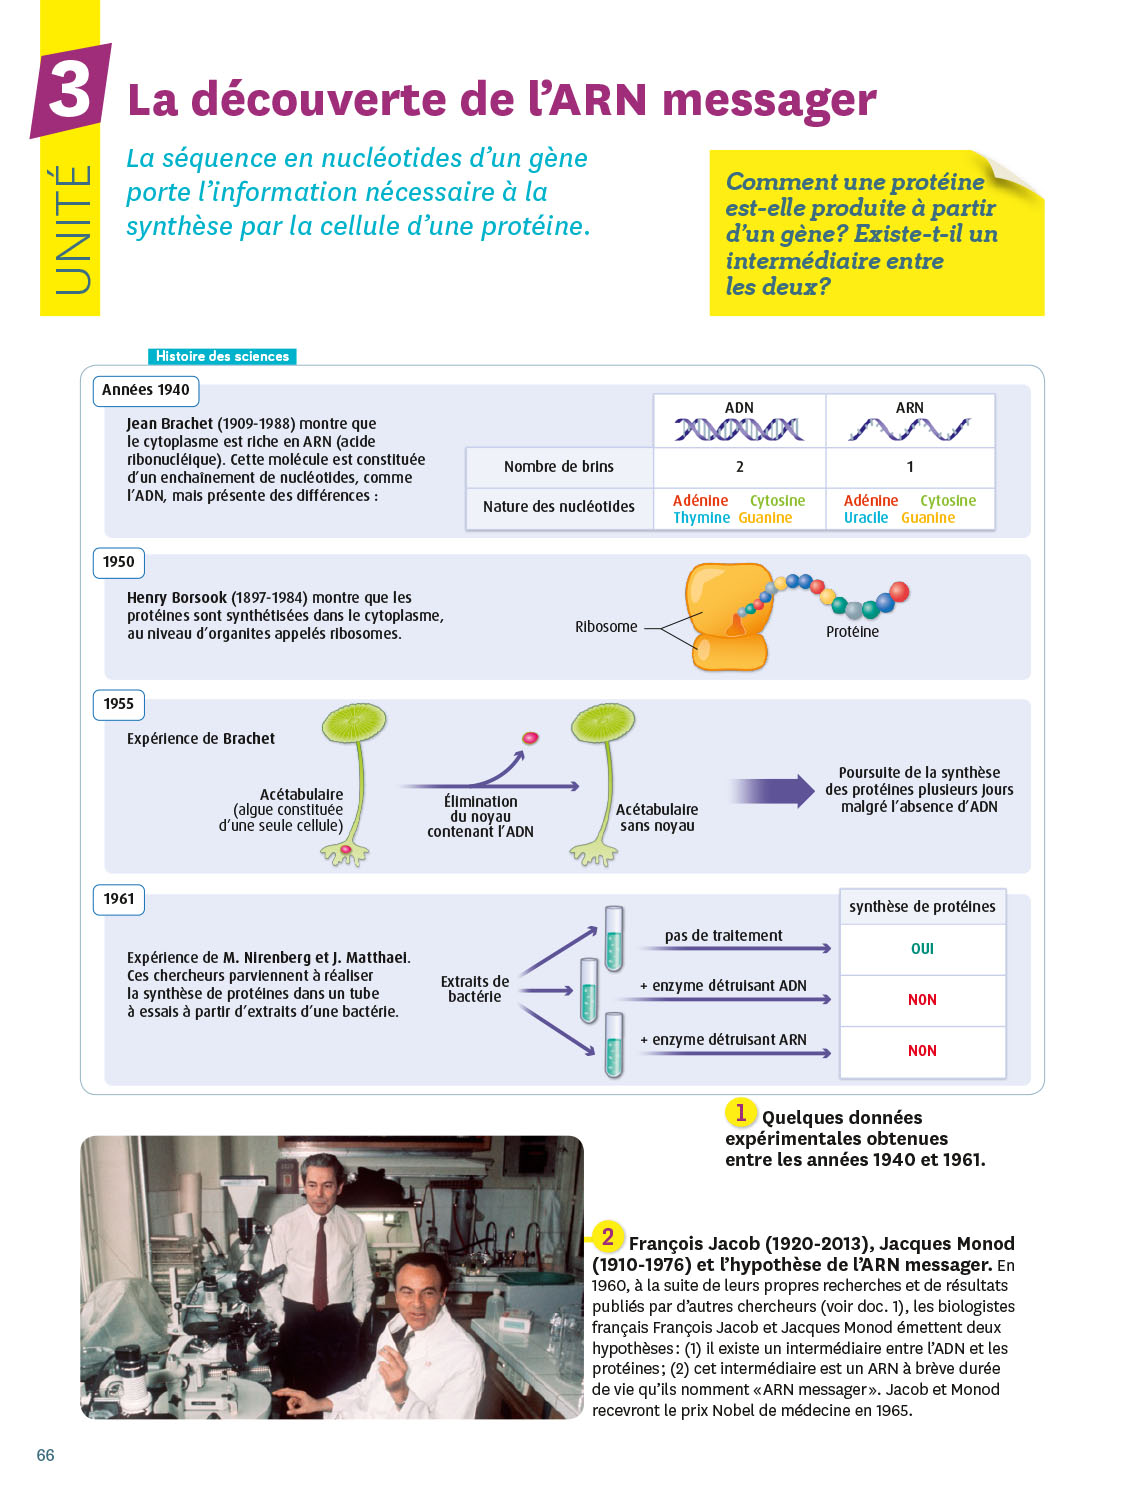 3
UNITÉ
La découverte de l’ARN messager
La séquence en nucléotides d’un gène
porte l’information nécessaire à la
synthèse par la cellule d’une protéine.
Comment une protéine
est-elle produite à partir
d’un gène? Existe-t-il un
intermédiaire entre
les deux?
Histoire des sciences
Années 1940
Jean Brachet (1909-1988) montre que
le cytoplasme est riche en ARN (acide
ribonucléique). Cette molécule est constituée
d’un enchaînement de nucléotides, comme
l’ADN, mais présente des différences :
ADN ARN
Nombre de brins 2 1
Nature des nucléotides
Adénine Cytosine
Thymine Guanine
Adénine Cytosine
Uracile Guanine
1950
Henry Borsook (1897-1984) montre que les
protéines sont synthétisées dans le cytoplasme,
au niveau d’organites appelés ribosomes.
Ribosome
Protéine
1955
Expérience de Brachet
Acétabulaire
(algue constituée
d’une seule cellule)
Élimination
du noyau
contenant l’ADN
Acétabulaire
sans noyau
Poursuite de la synthèse
des protéines plusieurs jours
malgré l’absence d’ADN
1961
Expérience de M. Nirenberg et J. Matthaei.
Ces chercheurs parviennent à réaliser
la synthèse de protéines dans un tube
à essais à partir d’extraits d’une bactérie.
Extraits de
bactérie
synthèse de protéines
pas de traitement OUI
+ enzyme détruisant ADN NON
+ enzyme détruisant ARN NON
1 Quelques données
expérimentales obtenues
entre les années 1940 et 1961.
2 François Jacob (1920-2013), Jacques Monod
(1910-1976) et l’hypothèse de l’ARN messager. En
1960, à la suite de leurs propres recherches et de résultats
publiés par d’autres chercheurs (voir doc. 1), les biologistes
français François Jacob et Jacques Monod émettent deux
hypothèses : (1) il existe un intermédiaire entre l’ADN et les
protéines ; (2) cet intermédiaire est un ARN à brève durée
de vie qu’ils nomment « ARN messager ». Jacob et Monod
recevront le prix Nobel de médecine en 1965.
66